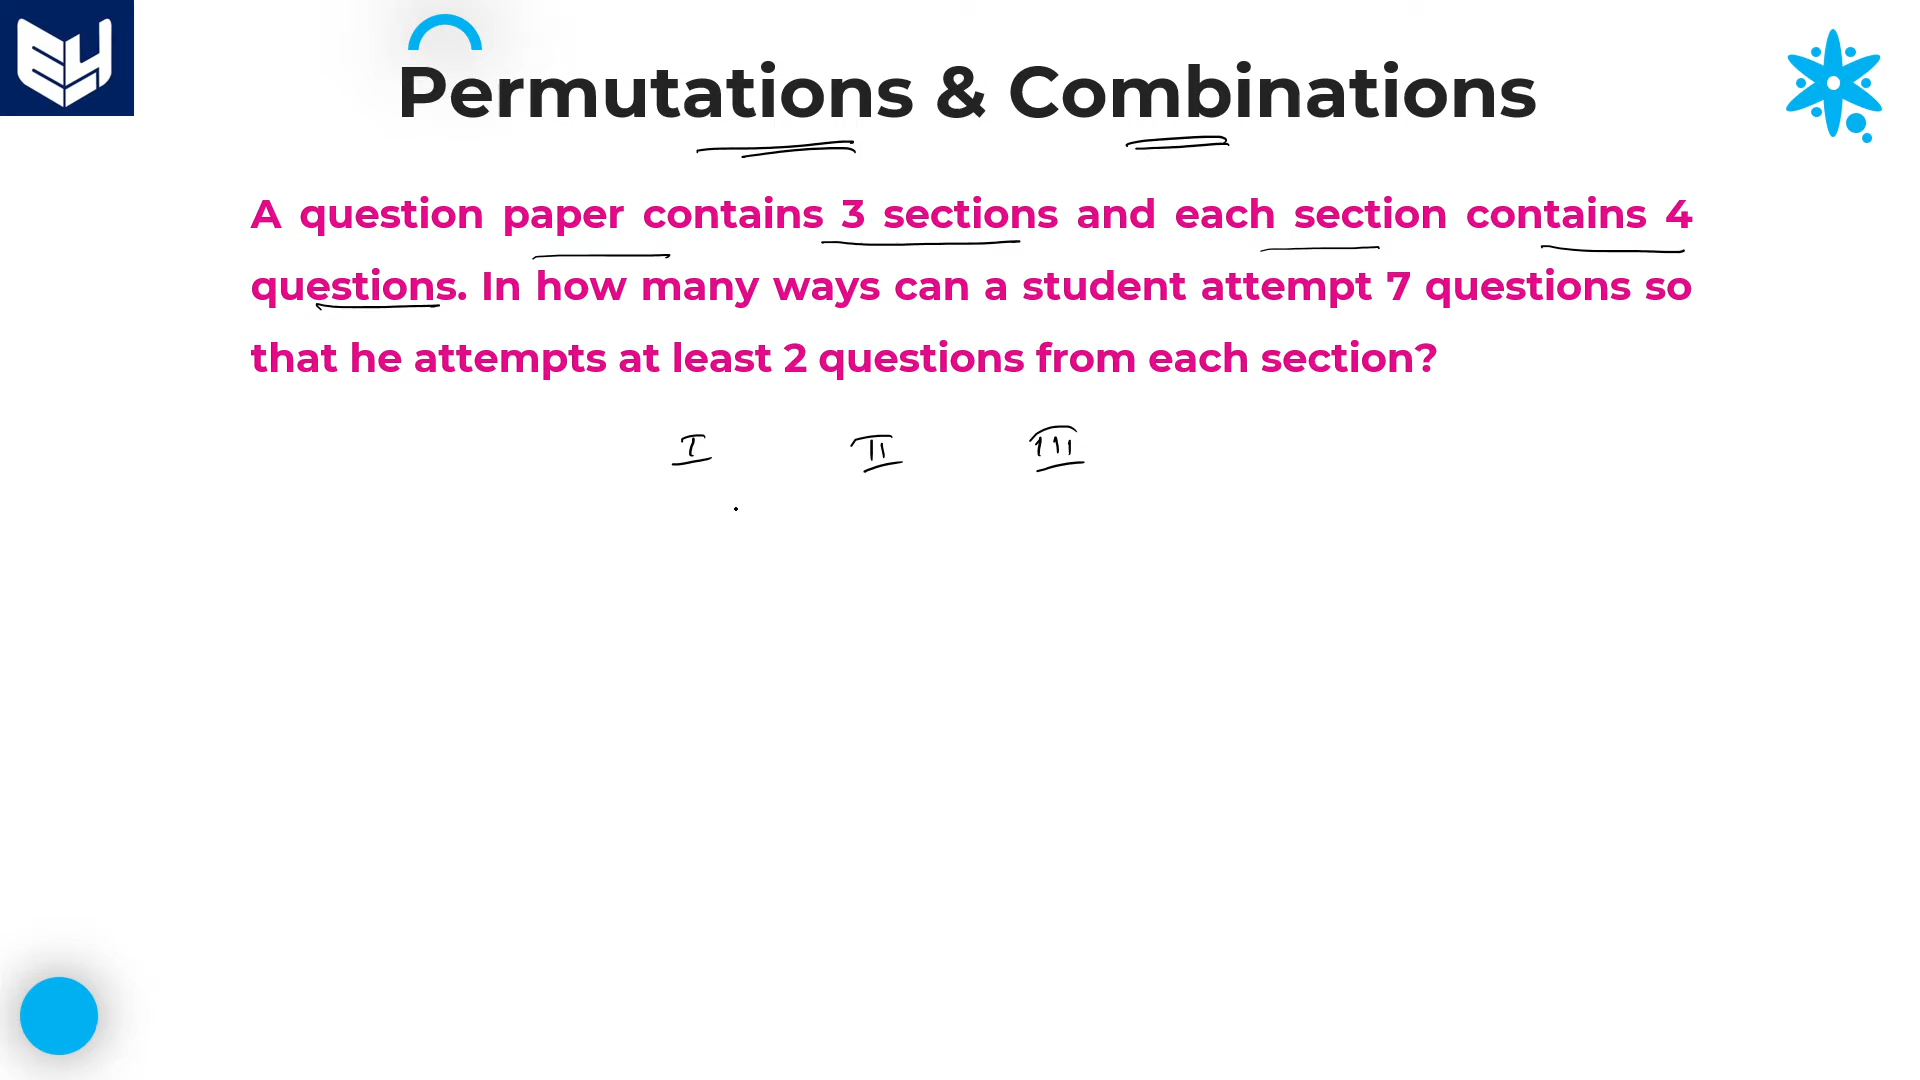 Permutations & Combinations
A question paper contains 3 sections and each section contains 4
questions. In how many ways can a student attempt 7 questions so
that he attempts at least 2 questions from each section?
I II III